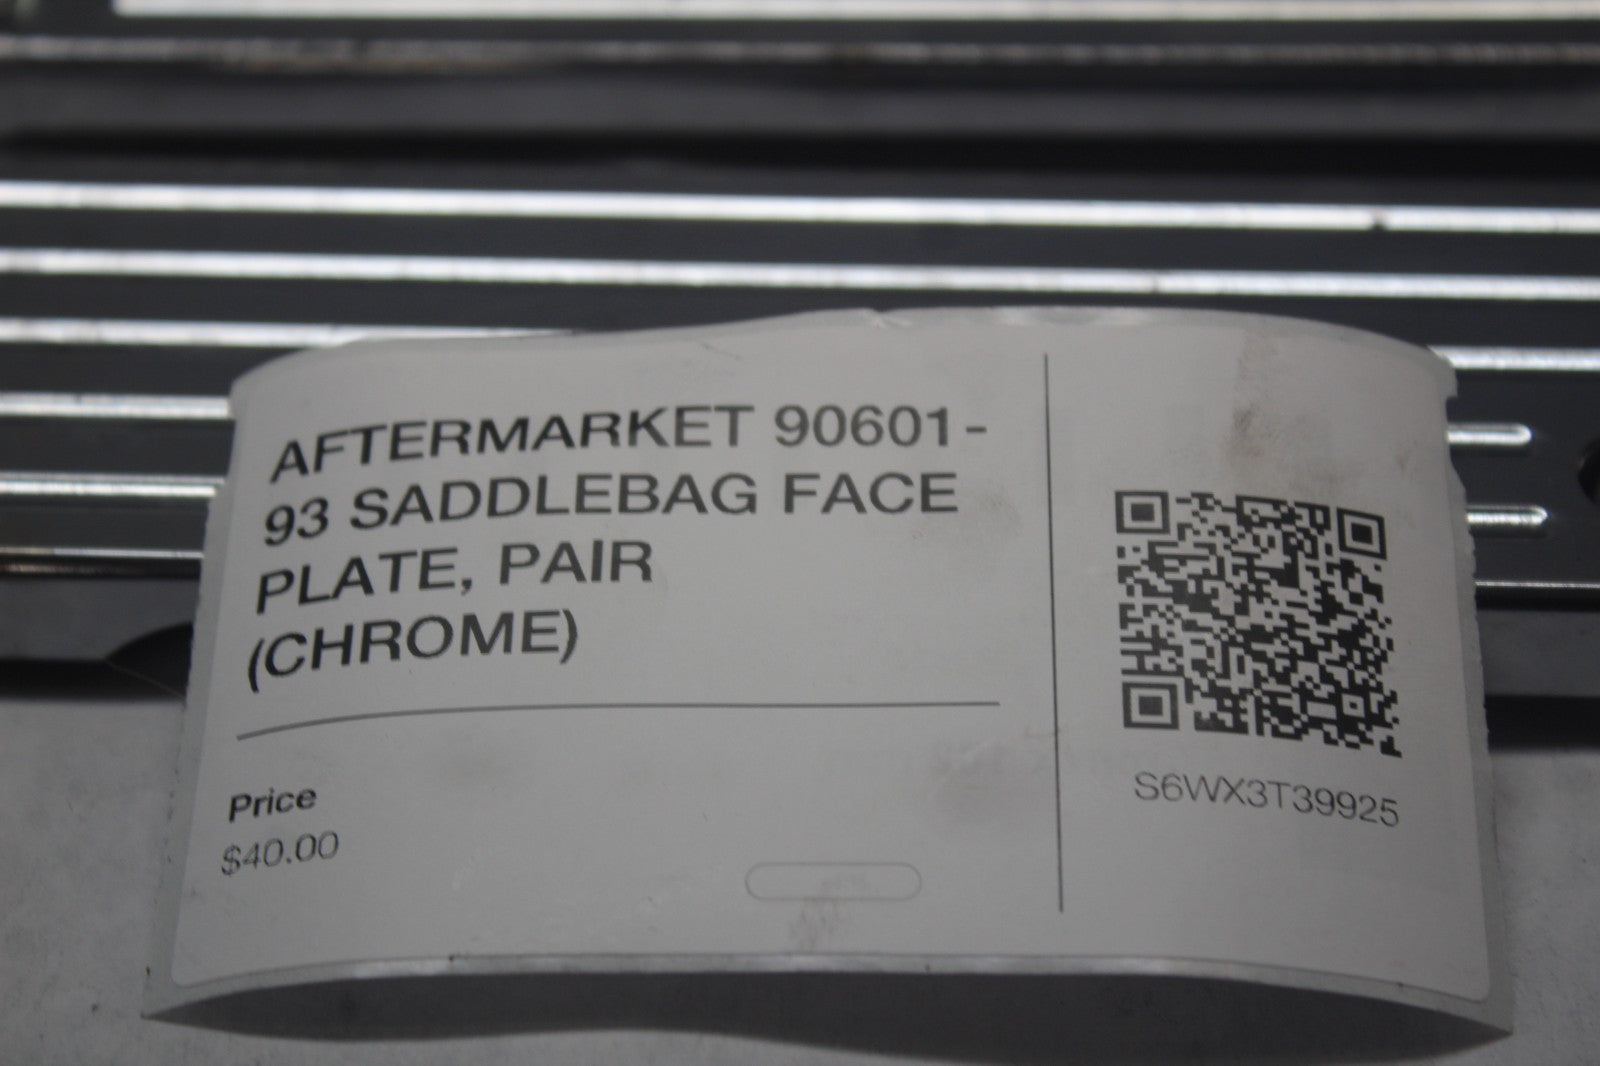 AFTERMARKET 90601-
93 SADDLEBAG FACE
PLATE, PAIR
(CHROME)
Price
$40.00
S6WX3T39925